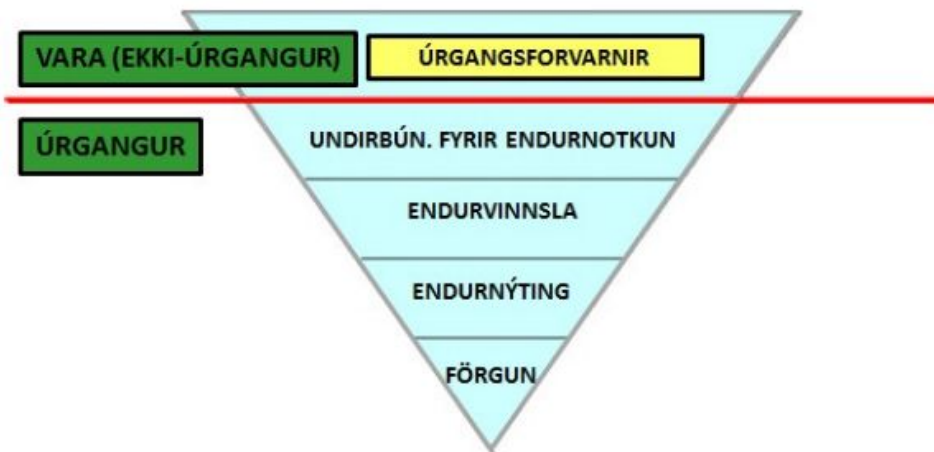 VARA (EKKI-ÚRGANGUR)
ÚRGANGSFORVARNIR
ÚRGANGUR
UNDIRBÚN. FYRIR ENDURNOTKUN
ENDURVINNSLA
ENDURNÝTING
FÖRGUN